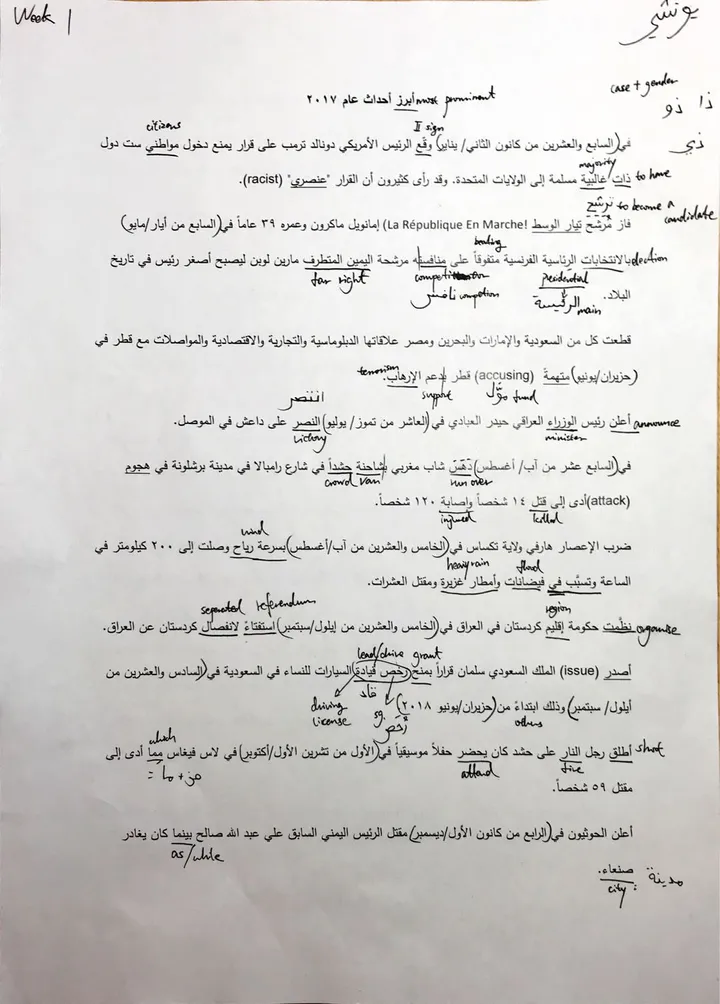 Week 1
يونشي
case + gender
ذا ذو
ذي
أبرز أحداث عام ٢٠١٧
most prominent
citizens
II sign
في (السابع والعشرين من كانون الثاني/ يناير) وقّع الرئيس الأمريكي دونالد ترمب على قرار يمنع دخول مواطني ست دول
majority
ذات غالبية مسلمة إلى الولايات المتحدة. وقد رأى كثيرون أن القرار "عنصري" (racist).
to have
ترشح to become a candidate
فاز مرشح تيار الوسط La République En Marche!) إمانويل ماكرون وعمره ٣٩ عاماً في (السابع من أيار/مايو)
beating
بالانتخابات الرئاسية الفرنسية متفوقاً على منافسته مرشحة اليمين المتطرف مارين لوبن ليصبح أصغر رئيس في تاريخ
election
far right
presidential
البلاد.
الرئيسية main
نافس competion
قطعت كل من السعودية والإمارات والبحرين ومصر علاقاتها الدبلوماسية والتجارية والاقتصادية والمواصلات مع قطر في
(حزيران/يونيو) متهمةً (accusing) قطر بدعم الإرهاب.
terrorism
support
موّل fund
انتصر
أعلن رئيس الوزراء العراقي حيدر العبادي في (العاشر من تموز/ يوليو) النصر على داعش في الموصل.
announce
victory
minister
في (السابع عشر من آب/ أغسطس) دَهَسَ شاب مغربي بشاحنة حشداً في شارع رامبالا في مدينة برشلونة في هجوم
crowd
van
run over
(attack) أدى إلى قتل ١٤ شخصاً وإصابة ١٢٠ شخصاً.
injured
killed
wind
ضرب الإعصار هارفي ولاية تكساس في (الخامس والعشرين من آب/أغسطس) بسرعة رياح وصلت إلى ٢٠٠ كيلومتر في
heavy rain
flood
الساعة وتسبَّب في فيضانات وأمطار غزيرة ومقتل العشرات.
separated
referendum
region
نظّمت حكومة إقليم كردستان في العراق في (الخامس والعشرين من إيلول/سبتمبر) استفتاءً لانفصال كردستان عن العراق.
organise
lead/drive
grant
أصدر (issue) الملك السعودي سلمان قراراً بمنح رخص قيادة السيارات للنساء في السعودية في (السادس والعشرين من
قاد
أيلول/ سبتمبر) وذلك ابتداءً من (حزيران/يونيو ٢٠١٨)
driving license
sg.
others
which
أطلق رجل النار على حشد كان يحضر حفلاً موسيقياً في (الأول من تشرين الأول/أكتوبر) في لاس فيغاس مما أدى إلى
shoot
fire
attend
= من + ما
مقتل ٥٩ شخصاً.
أعلن الحوثيون في (الرابع من كانون الأول/ديسمبر) مقتل الرئيس اليمني السابق علي عبد الله صالح بينما كان يغادر
as/while
صنعاء.
مدينة : city